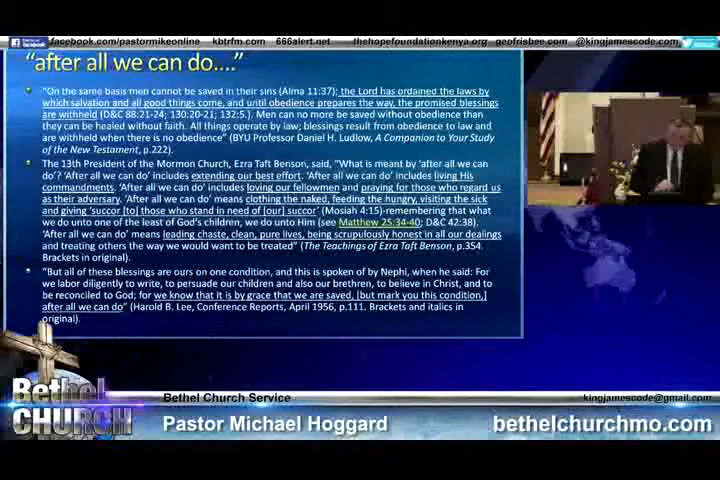 facebook.com/pastormikeonline kbtrfm.com 666alert.net thehopefoundationkenya.org geofrisbee.com @kingjamescode
"after all we can do...."
"On the same basis men cannot be saved in their sins (Alma 11:37); the Lord has ordained the laws by
which salvation and all good things come, and until obedience prepares the way, the promised blessings
are withheld (D&C 88:21-24; 130:20-21; 132:5.) Men can no more be saved without obedience than
they can be healed without faith. All things operate by law; blessings result from obedience to law and
are withheld when there is no obedience" (BYU Professor Daniel H. Ludlow, A Companion to Your Study
of the New Testament, p.222).
The 13th President of the Mormon Church, Ezra Taft Benson, said, "What is meant by 'after all we can
do'? 'After all we can do' includes extending our best effort. 'After all we can do' includes living His
commandments. 'After all we can do' includes loving our fellowmen and praying for those who regard us
as their adversary. 'After all we can do' means clothing the naked, feeding the hungry, visiting the sick
and giving 'succor [to] those who stand in need of [our] succor' (Mosiah 4:15)-remembering that what
we do unto one of the least of God's children, we do unto Him (see Matthew 25:34-40; D&C 42:38).
'After all we can do' means leading chaste, clean, pure lives, being scrupulously honest in all our dealings
and treating others the way we would want to be treated" (The Teachings of Ezra Taft Benson, p.354.
Brackets in original).
"But all of these blessings are ours on one condition, and this is spoken of by Nephi, when he said: For
we labor diligently to write, to persuade our children and also our brethren, to believe in Christ, and to
be reconciled to God; for we know that it is by grace that we are saved, [but mark you this condition,]
after all we can do" (Harold B. Lee, Conference Reports, April 1956, p.111. Brackets and italics in
original).
Bethel
CHURCH
Bethel Church Service kingjamescode@gmail.com
Pastor Michael Hoggard bethelchurchmo.com